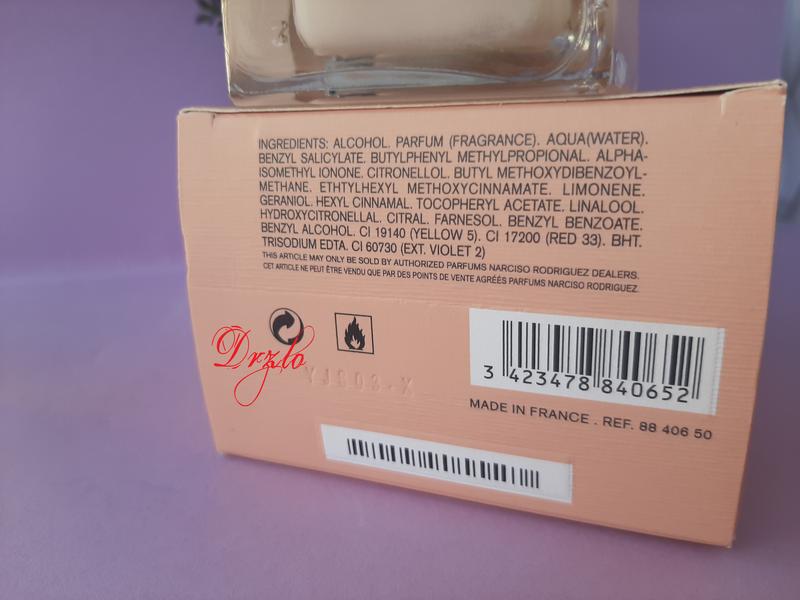 INGREDIENTS: ALCOHOL. PARFUM (FRAGRANCE). AQUA(WATER).
BENZYL SALICYLATE. BUTYLPHENYL METHYLPROPIONAL. ALPHA-
ISOMETHYL IONONE. CITRONELLOL. BUTYL METHOXYDIBENZOYL-
METHANE. EHTYLHEXYL METHOXYCINNAMATE. LIMONENE.
GERANIOL. HEXYL CINNAMAL. TOCOPHERYL ACETATE. LINALOOL.
HYDROXYCITRONELLAL. CITRAL. FARNESOL. BENZYL BENZOATE.
BENZYL ALCOHOL. CI 19140 (YELLOW 5). CI 17200 (RED 33). BHT.
TRISODIUM EDTA. CI 60730 (EXT. VIOLET 2)
THIS ARTICLE MAY ONLY BE SOLD BY AUTHORIZED PARFUMS NARCISO RODRIGUEZ DEALERS.
CET ARTICLE NE PEUT ÊTRE VENDU QUE PAR DES POINTS DE VENTE AGRÉÉS PARFUMS NARCISO RODRIGUEZ.
Drzlo
3 423478 840652
MADE IN FRANCE . REF. 88 406 50